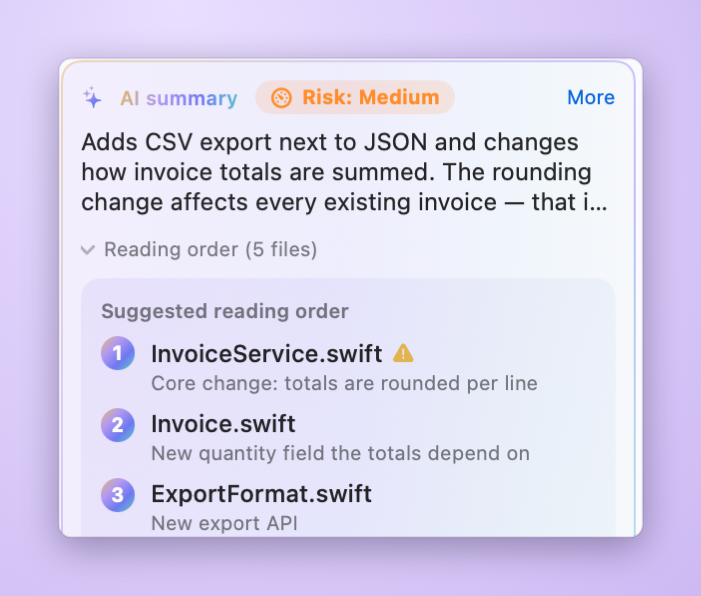 AI summary Risk: Medium More
Adds CSV export next to JSON and changes
how invoice totals are summed. The rounding
change affects every existing invoice — that i...
Reading order (5 files)
Suggested reading order
1 InvoiceService.swift
Core change: totals are rounded per line
2 Invoice.swift
New quantity field the totals depend on
3 ExportFormat.swift
New export API